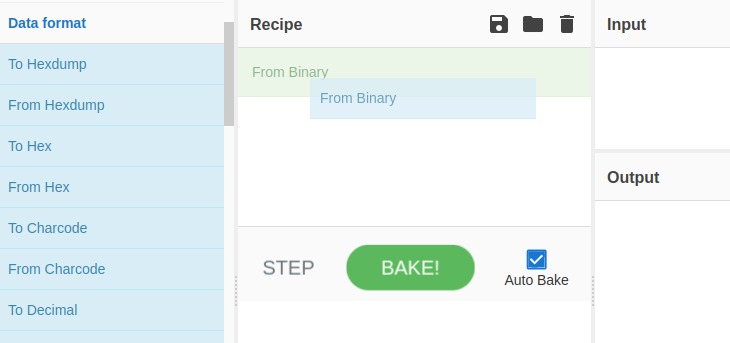 Data format
To Hexdump
From Hexdump
To Hex
From Hex
To Charcode
From Charcode
To Decimal
Recipe
From Binary
From Binary
STEP
BAKE!
Auto Bake
Input
Output